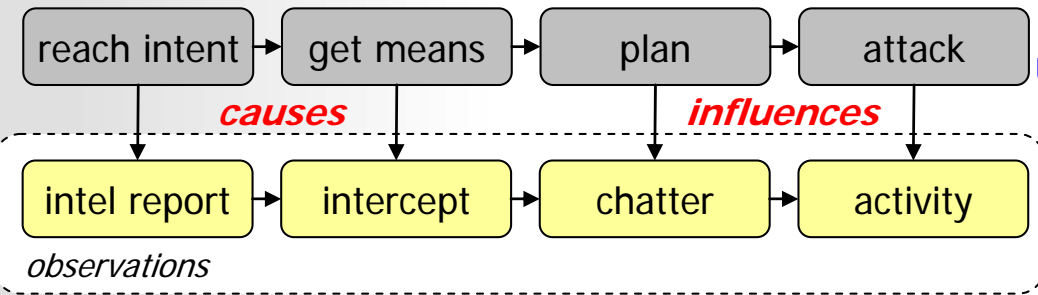 reach intent get means plan attack
causes influences
intel report intercept chatter activity
observations